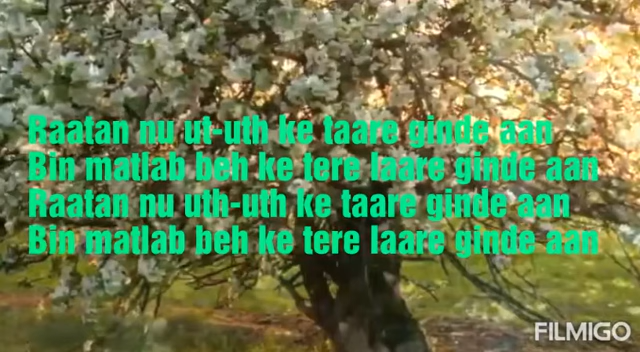 Raatan nu ut-uth ke taare ginde aan
Bin matlab beh ke tere laare ginde aan
Raatan nu uth-uth ke taare ginde aan
Bin matlab beh ke tere laare ginde aan
FILMIGO